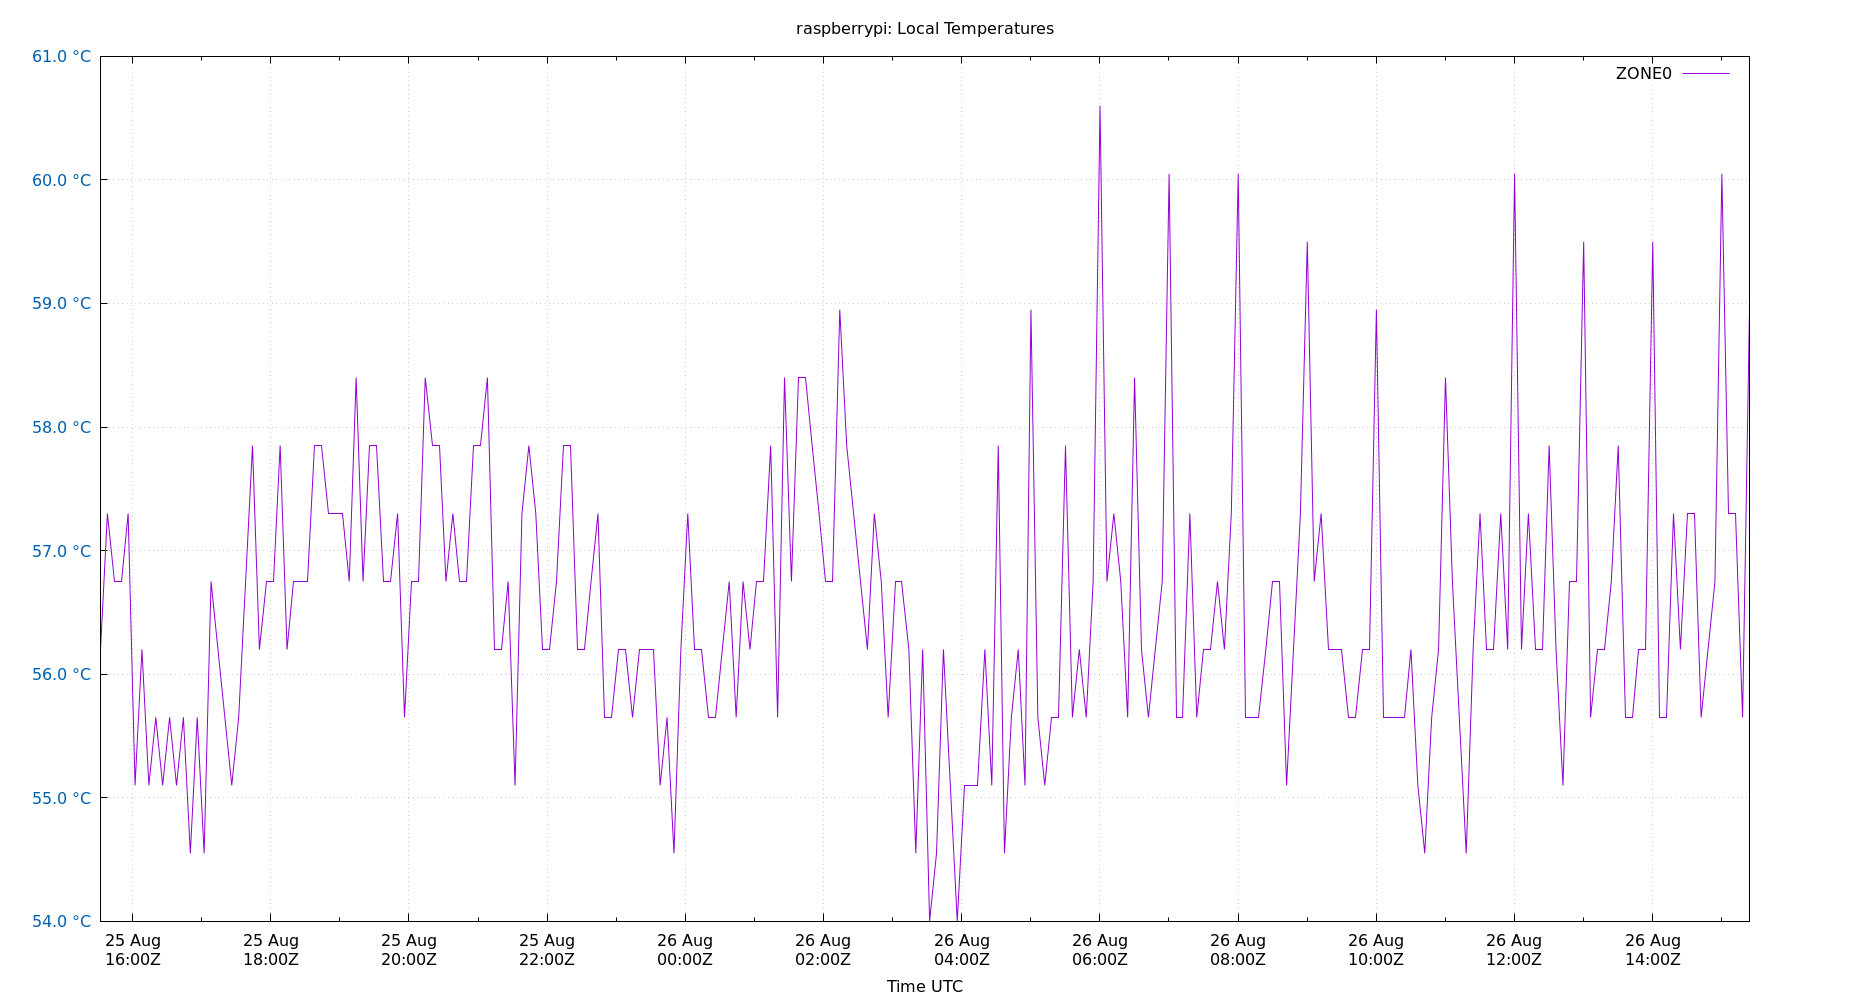 raspberrypi: Local Temperatures
61.0 °C
ZONE0
60.0 °C
59.0 °C
58.0 °C
57.0 °C
56.0 °C
55.0 °C
54.0 °C
25 Aug 25 Aug 25 Aug 25 Aug 26 Aug 26 Aug 26 Aug 26 Aug 26 Aug 26 Aug 26 Aug 26 Aug
16:00Z 18:00Z 20:00Z 22:00Z 00:00Z 02:00Z 04:00Z 06:00Z 08:00Z 10:00Z 12:00Z 14:00Z
Time UTC